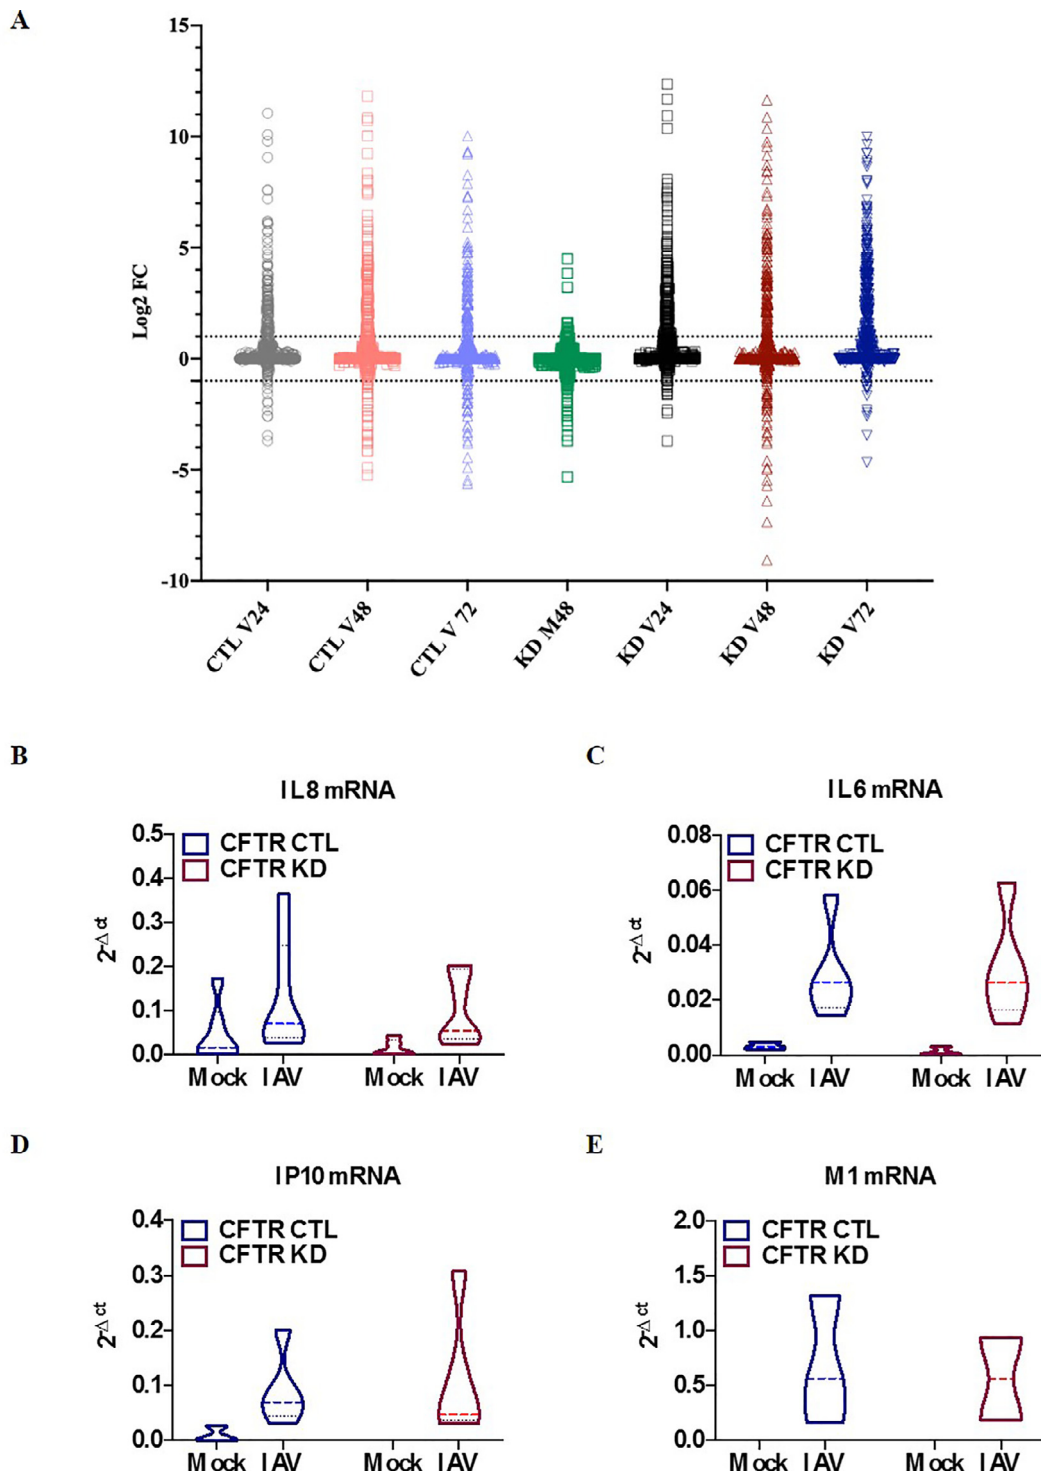 A
15
10
5
0
-5
-10
Log2 FC
CTL V24
CTL V48
CTL V 72
KD M48
KD V24
KD V48
KD V72
B
IL8 mRNA
0.5
0.4
0.3
0.2
0.1
0.0
2-Δ ct
CFTR CTL
CFTR KD
Mock IAV Mock IAV
C
IL6 mRNA
0.08
0.06
0.04
0.02
0.00
2-Δ ct
CFTR CTL
CFTR KD
Mock IAV Mock IAV
D
IP10 mRNA
0.4
0.3
0.2
0.1
0.0
2-Δ ct
CFTR CTL
CFTR KD
Mock IAV Mock IAV
E
M1 mRNA
2.0
1.5
1.0
0.5
0.0
2-Δ ct
CFTR CTL
CFTR KD
Mock IAV Mock IAV